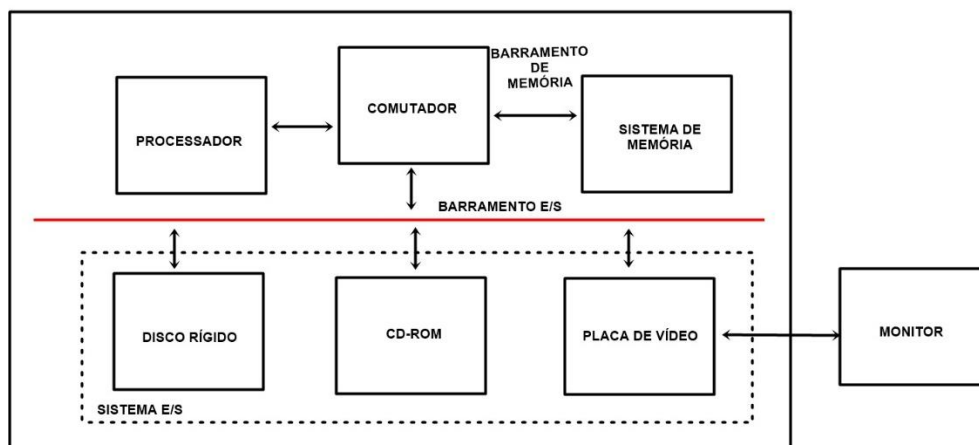 BARRAMENTO
DE
MEMÓRIA
PROCESSADOR
COMUTADOR
SISTEMA DE
MEMÓRIA
BARRAMENTO E/S
DISCO RÍGIDO
CD-ROM
PLACA DE VÍDEO
MONITOR
SISTEMA E/S